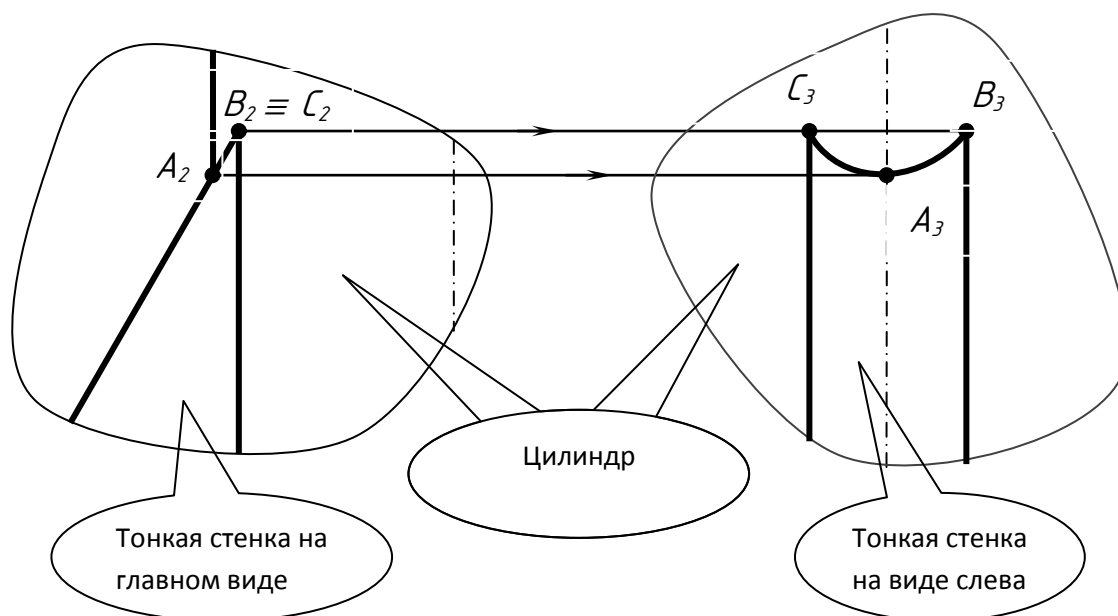 B₂ ≡ C₂
A₂
C₃
B₃
A₃
Цилиндр
Тонкая стенка на
главном виде
Тонкая стенка
на виде слева